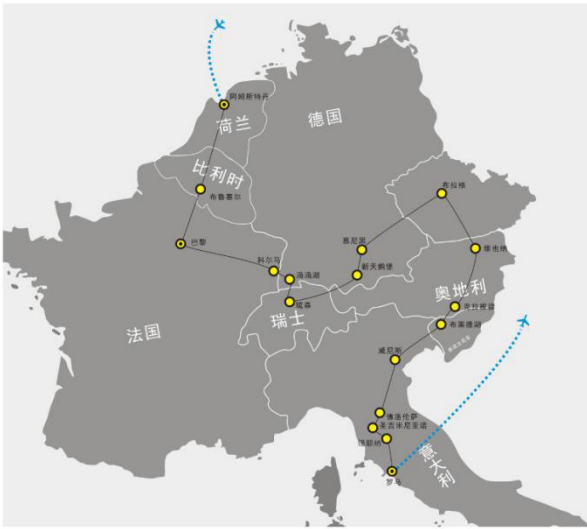 阿姆斯特丹
荷兰
德国
比利时
布鲁塞尔
布拉格
巴黎
慕尼黑
维也纳
科尔马
滴滴湖
新天鹅堡
奥地利
琉森
瑞士
克拉根福
布莱德湖
法国
威尼斯
佛洛伦萨
圣吉米尼亚诺
锡耶纳
意大利
罗马